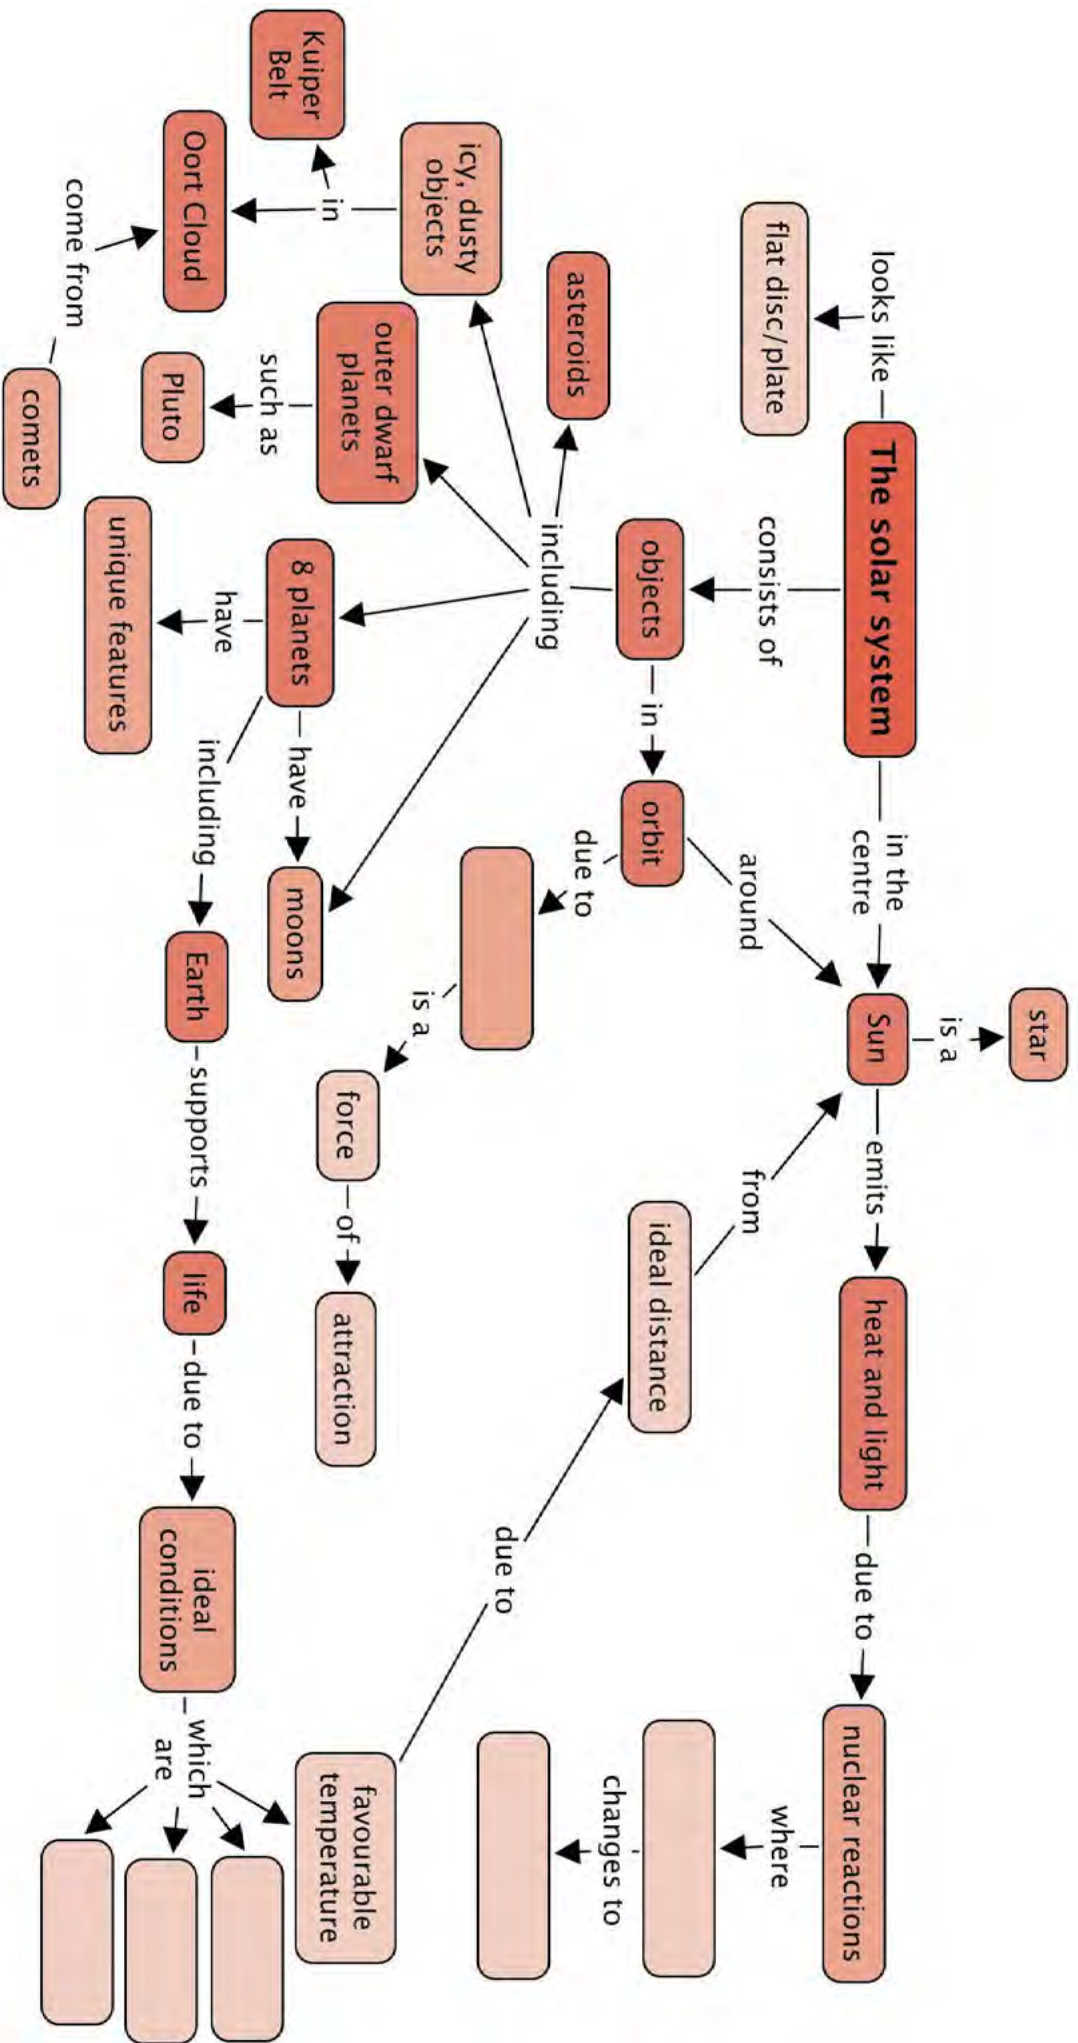 star
is a
looks like
The solar system
in the
centre
Sun
emits
heat and light
due to
nuclear reactions
flat disc/plate
consists of
around
from
where
objects
in
orbit
ideal distance
changes to
asteroids
including
due to
due to
icy, dusty
objects
is a
outer dwarf
planets
force
of
attraction
favourable
temperature
in
Kuiper
Belt
such as
8 planets
have
moons
have
including
Oort Cloud
Pluto
Earth
supports
life
due to
ideal
conditions
which
are
unique features
come from
comets